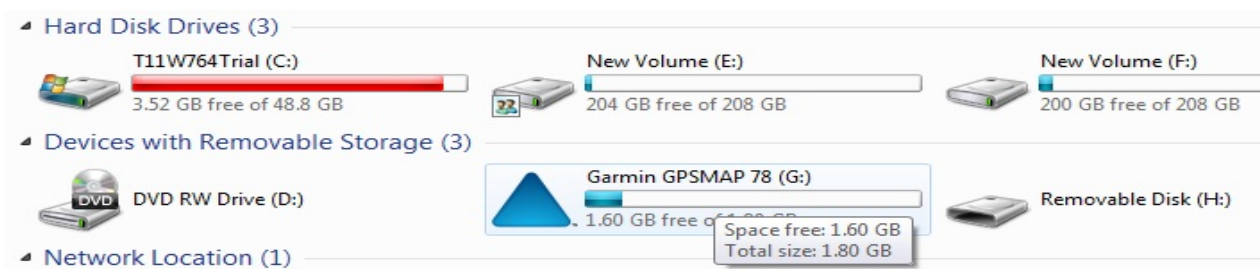 Hard Disk Drives (3)
T11W764Trial (C:)
3.52 GB free of 48.8 GB
New Volume (E:)
204 GB free of 208 GB
New Volume (F:)
200 GB free of 208 GB
Devices with Removable Storage (3)
DVD
DVD RW Drive (D:)
Garmin GPSMAP 78 (G:)
1.60 GB free of 1.80 GB
Space free: 1.60 GB
Total size: 1.80 GB
Removable Disk (H:)
Network Location (1)